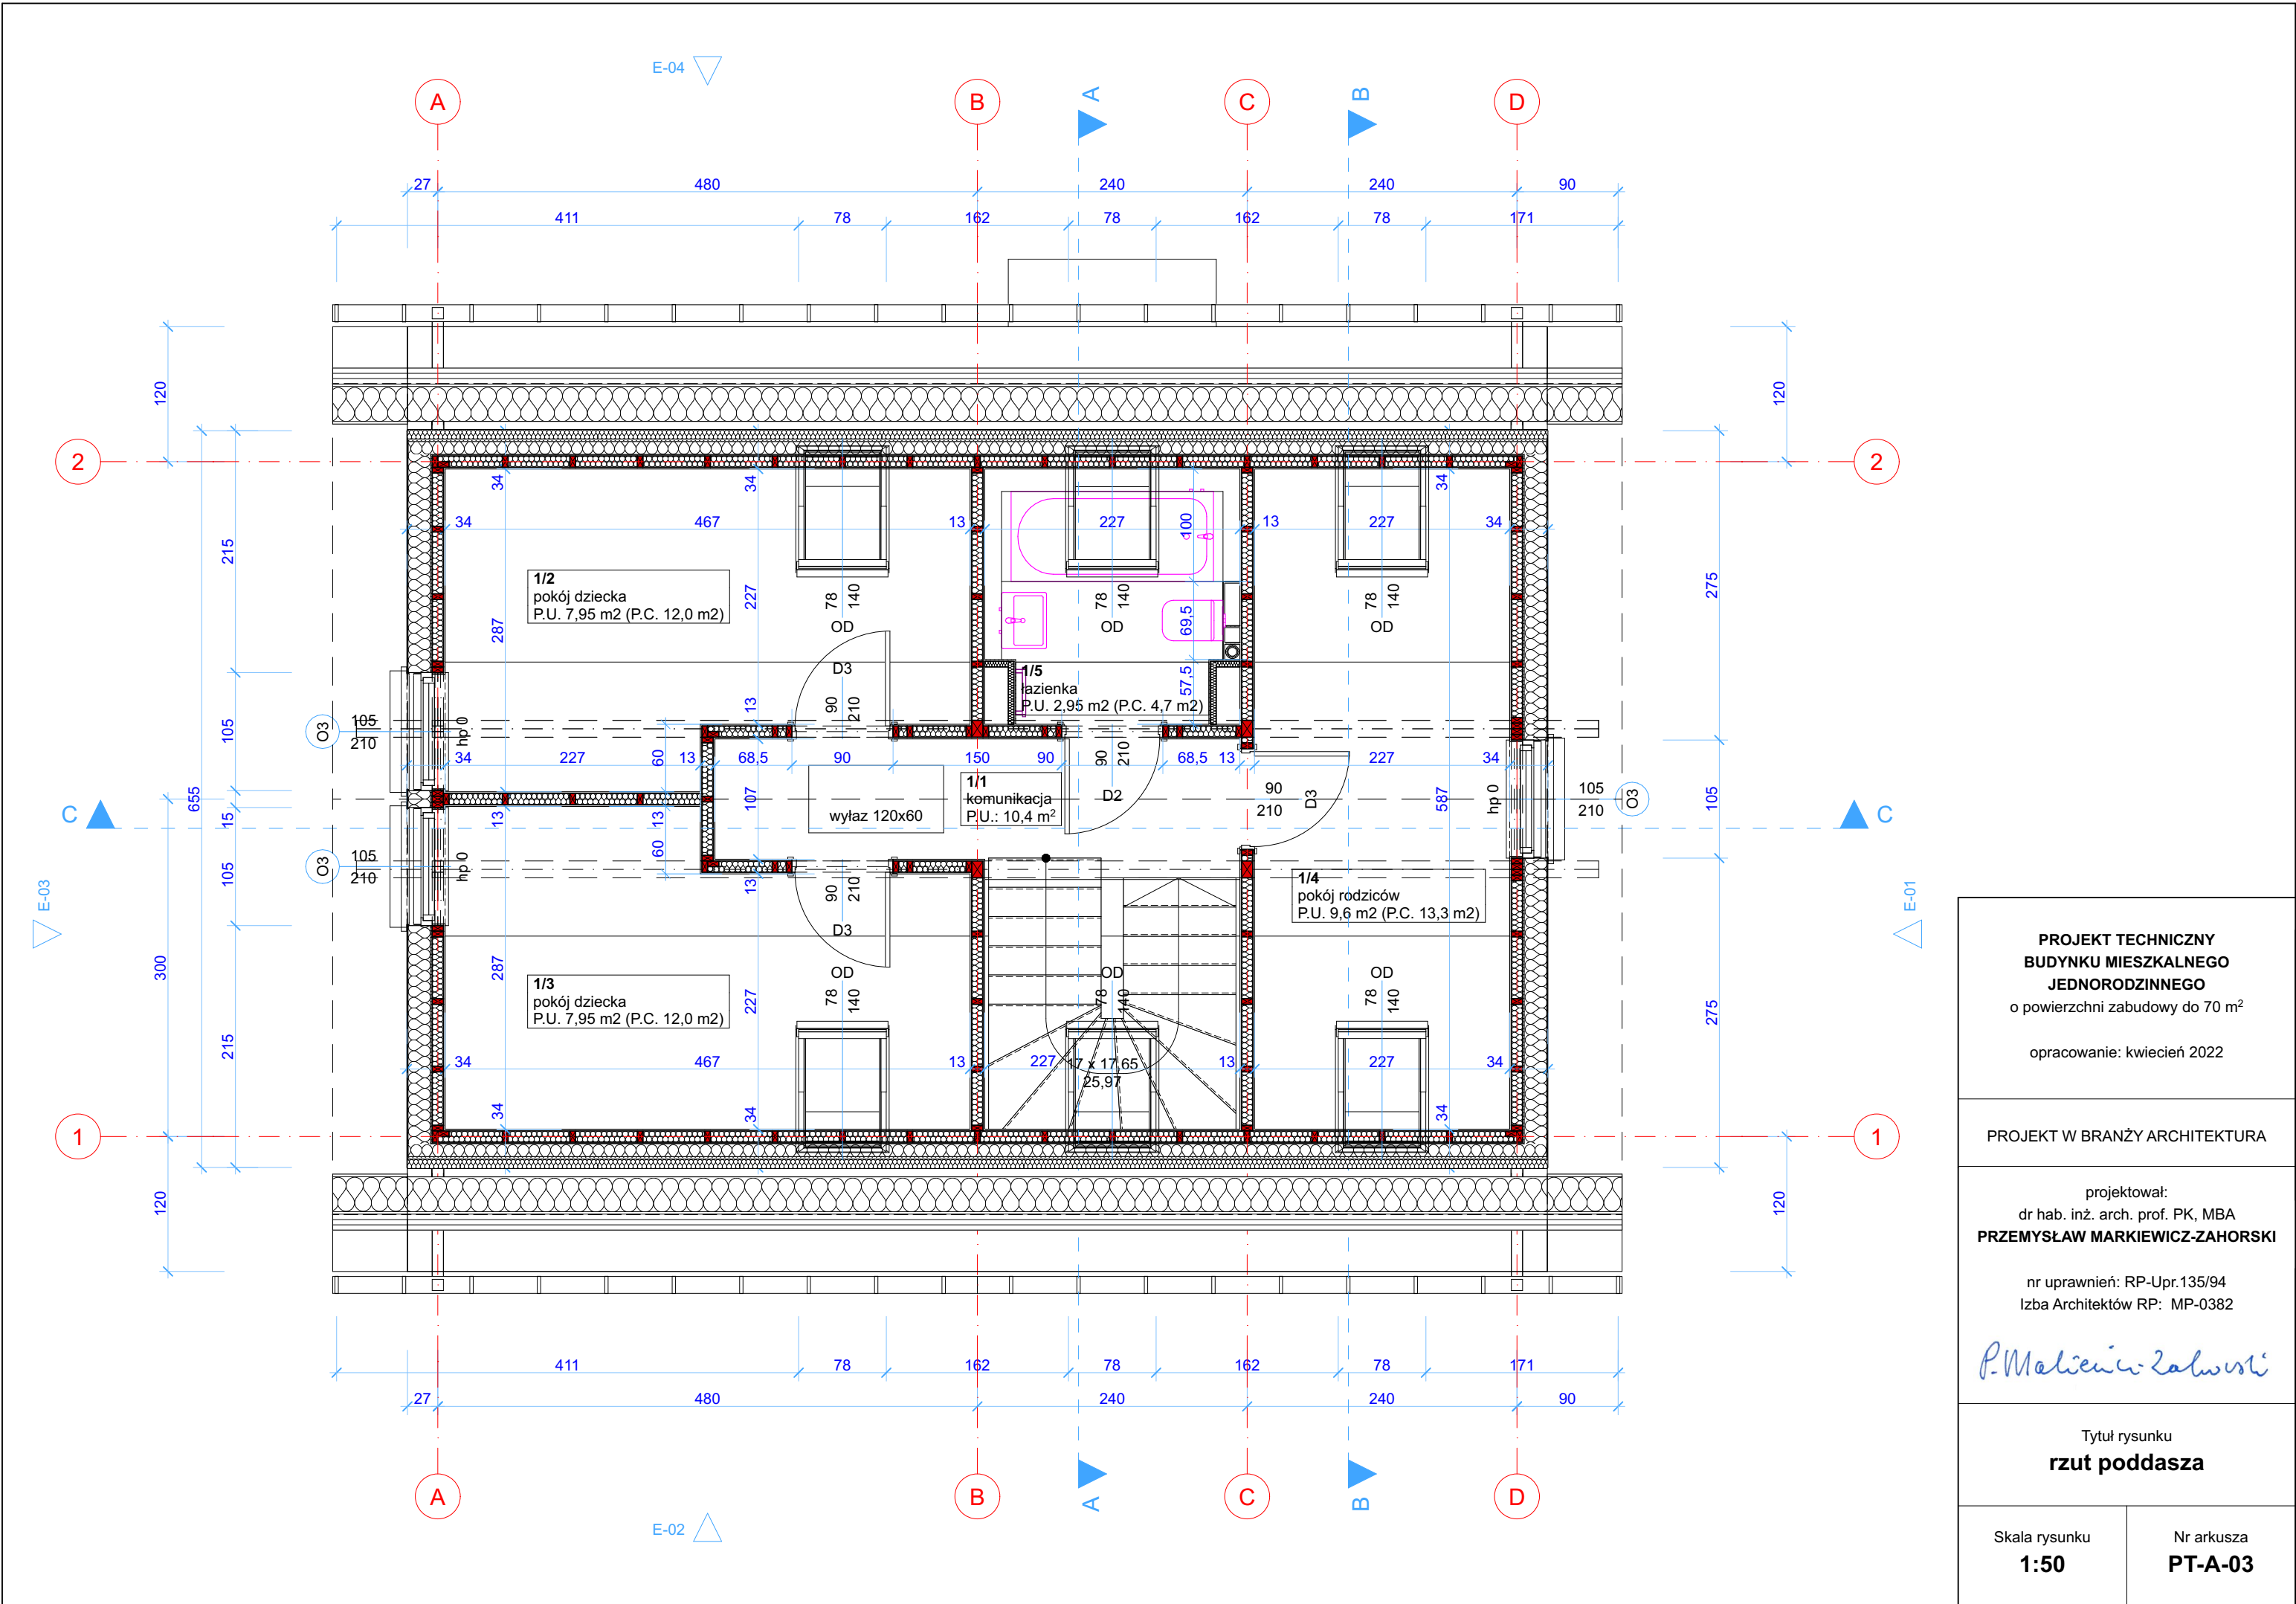 E-04
A
B
A
C
B
D
27
480
240
240
90
411
78
162
78
162
78
171
120
120
2
2
34
34
34
34
467
13
227
100
13
227
34
215
655
275
1/2
pokój dziecka
P.U. 7,95 m2 (P.C. 12,0 m2)
227
287
78
140
OD
78
140
OD
69,5
78
140
OD
D3
1/5
łazienka
P.U. 2,95 m2 (P.C. 4,7 m2)
57,5
90
210
13
O3
105
210
hp 0
105
34
227
60
13
68,5
90
150
90
90
210
68,5
13
227
34
1/1
komunikacja
P.U.: 10,4 m²
D2
wyłaz 120x60
107
90
210
D3
587
hp 0
105
210
O3
105
C
C
15
13
13
60
O3
105
210
hp 0
105
13
90
210
D3
1/4
pokój rodziców
P.U. 9,6 m2 (P.C. 13,3 m2)
E-03
E-01
300
287
1/3
pokój dziecka
P.U. 7,95 m2 (P.C. 12,0 m2)
227
OD
78
140
OD
78
140
OD
78
140
275
215
34
467
13
227
17 x 17,65
25,97
13
227
34
34
34
34
1
1
120
120
411
78
162
78
162
78
171
27
480
240
240
90
A
B
A
C
B
D
E-02
PROJEKT TECHNICZNY
BUDYNKU MIESZKALNEGO
JEDNORODZINNEGO
o powierzchni zabudowy do 70 m²
opracowanie: kwiecień 2022
PROJEKT W BRANŻY ARCHITEKTURA
projektował:
dr hab. inż. arch. prof. PK, MBA
PRZEMYSŁAW MARKIEWICZ-ZAHORSKI
nr uprawnień: RP-Upr.135/94
Izba Architektów RP: MP-0382
Tytuł rysunku
rzut poddasza
Skala rysunku
1:50
Nr arkusza
PT-A-03